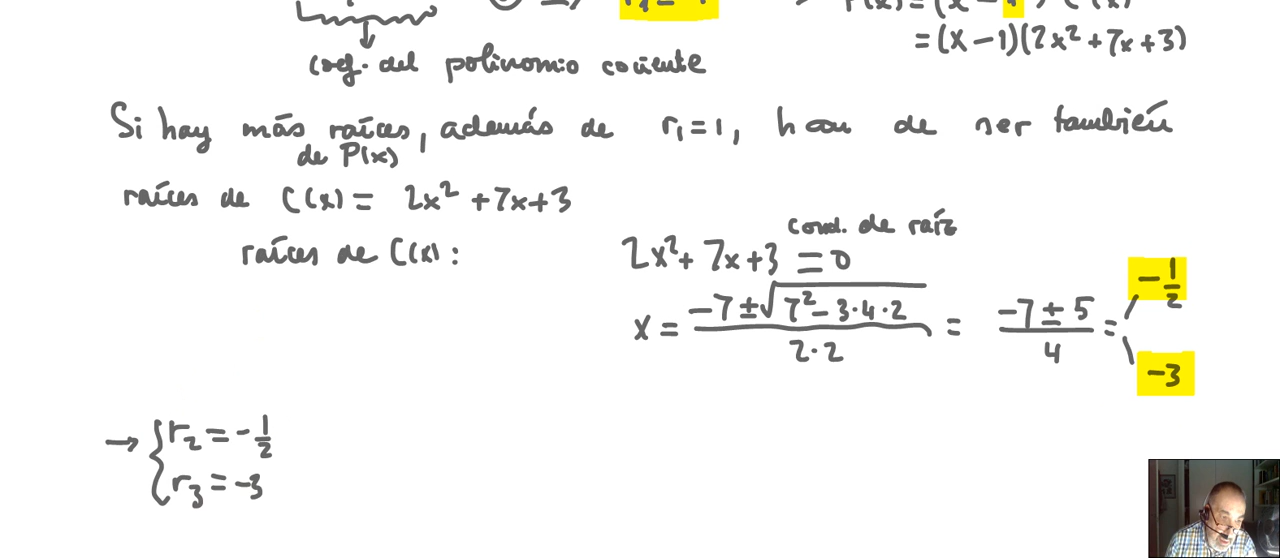 = (x-1)(2x²+7x+3)
coef. del polinomio cociente
Si hay más raíces, además de r₁=1, han de ser también
de P(x)
raíces de C(x) = 2x² +7x+3
cond. de raíz
raíces de C(x): 2x²+ 7x+3 = 0
x = (-7 ± √(7² - 3·4·2)) / (2·2) = (-7 ± 5) / 4 = -1/2
-3
→ { r₂ = -1/2
r₃ = -3